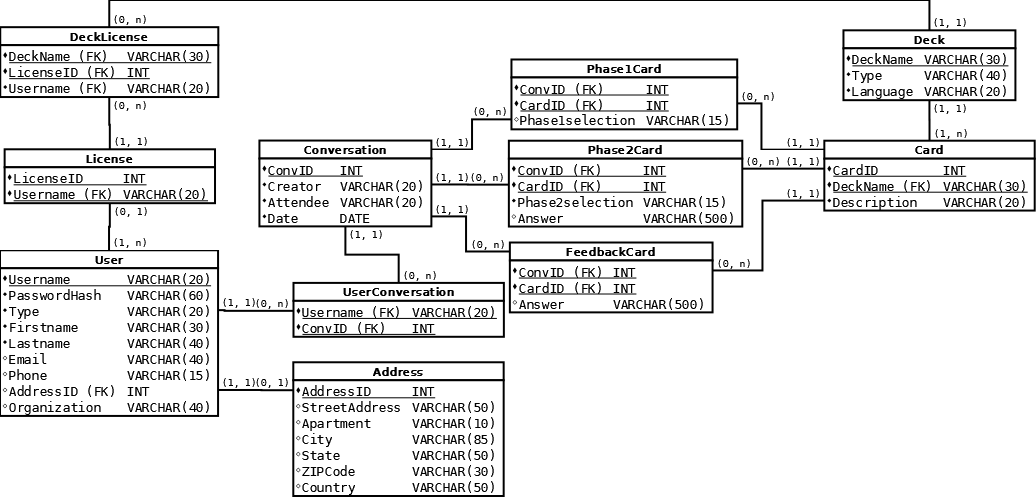 (0, n)
(1, 1)
DeckLicense
DeckName (FK) VARCHAR(30)
LicenseID (FK) INT
Username (FK) VARCHAR(20)
(0, n)
(1, 1)
License
LicenseID INT
Username (FK) VARCHAR(20)
(0, 1)
(1, n)
User
Username VARCHAR(20)
PasswordHash VARCHAR(60)
Type VARCHAR(20)
Firstname VARCHAR(30)
Lastname VARCHAR(40)
Email VARCHAR(40)
Phone VARCHAR(15)
AddressID (FK) INT
Organization VARCHAR(40)
(1, 1)(0, n)
(1, 1)(0, 1)
Conversation
ConvID INT
Creator VARCHAR(20)
Attendee VARCHAR(20)
Date DATE
(1, 1)
(0, n)
(1, 1)(0, n)
(1, 1)
(0, n)
(1, 1)
(0, n)
UserConversation
Username (FK) VARCHAR(20)
ConvID (FK) INT
Address
AddressID INT
StreetAddress VARCHAR(50)
Apartment VARCHAR(10)
City VARCHAR(85)
State VARCHAR(50)
ZIPCode VARCHAR(30)
Country VARCHAR(50)
Phase1Card
ConvID (FK) INT
CardID (FK) INT
Phase1selection VARCHAR(15)
(0, n)
(1, 1)
Phase2Card
ConvID (FK) INT
CardID (FK) INT
Phase2selection VARCHAR(15)
Answer VARCHAR(500)
(0, n) (1, 1)
FeedbackCard
ConvID (FK) INT
CardID (FK) INT
Answer VARCHAR(500)
(0, n)
(1, 1)
Deck
DeckName VARCHAR(30)
Type VARCHAR(40)
Language VARCHAR(20)
(1, 1)
(1, n)
Card
CardID INT
DeckName (FK) VARCHAR(30)
Description VARCHAR(20)